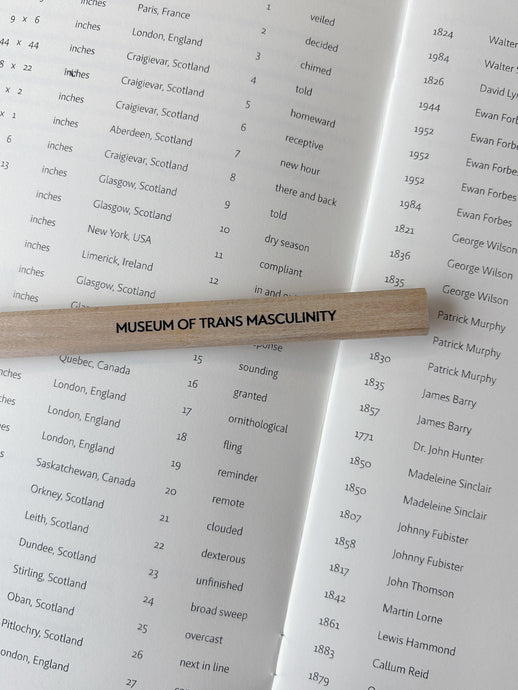 inches
9 x 6 inches
44 x 44 inches
8 x 22 inches
x 2 inches
x 1 inches
6 inches
13 inches
inches
inches
inches
inches
inches
Paris, France
London, England
Craigievar, Scotland
Craigievar, Scotland
Craigievar, Scotland
Aberdeen, Scotland
Craigievar, Scotland
Glasgow, Scotland
Glasgow, Scotland
New York, USA
Limerick, Ireland
Glasgow, Scotland
1 veiled
2 decided
3 chimed
4 told
5 homeward
6 receptive
7 new hour
8 there and back
9 told
10 dry season
11 compliant
12 in and
MUSEUM OF TRANS MASCULINITY
Quebec, Canada
London, England
London, England
London, England
Saskatchewan, Canada
Orkney, Scotland
Leith, Scotland
Dundee, Scotland
Stirling, Scotland
Oban, Scotland
Pitlochry, Scotland
London, England
15 sounding
16 granted
17 ornithological
18 fling
19 reminder
20 remote
21 clouded
22 dexterous
23 unfinished
24 broad sweep
25 overcast
26 next in line
27
1824 Walter
1984 Walter
1826 David
1944 Ewan Forb
1952 Ewan Forbe
1952 Ewan Forbes
1952 Ewan Forbes
1984 Ewan Forbes
1821 George Wilson
1836 George Wilson
1835 George Wilson
Patrick Murphy
Patrick Murphy
1830 Patrick Murphy
1835 James Barry
1857 James Barry
1771 Dr. John Hunter
1850 Madeleine Sinclair
1850 Madeleine Sinclair
1807 Johnny Fubister
1858 Johnny Fubister
1817 John Thomson
1842 Martin Lorne
1861 Lewis Hammond
1883 Callum Reid
1879